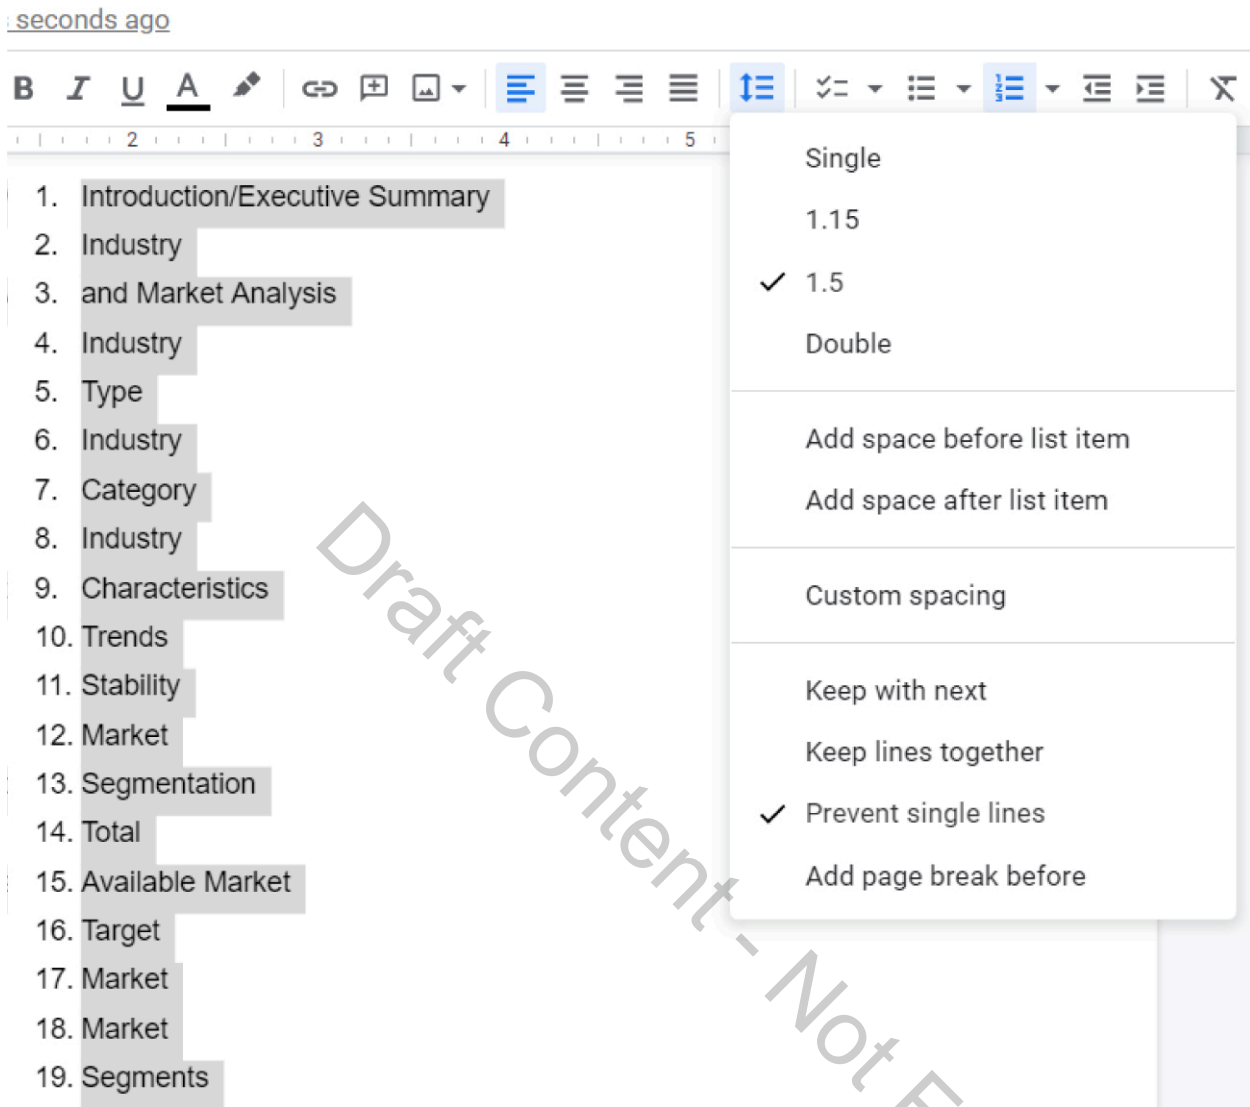 seconds ago
B I U A
2 3 4 5
1. Introduction/Executive Summary
2. Industry
3. and Market Analysis
4. Industry
5. Type
6. Industry
7. Category
8. Industry
9. Characteristics
10. Trends
11. Stability
12. Market
13. Segmentation
14. Total
15. Available Market
16. Target
17. Market
18. Market
19. Segments
Single
1.15
1.5
Double
Add space before list item
Add space after list item
Custom spacing
Keep with next
Keep lines together
Prevent single lines
Add page break before
Draft Content - Not